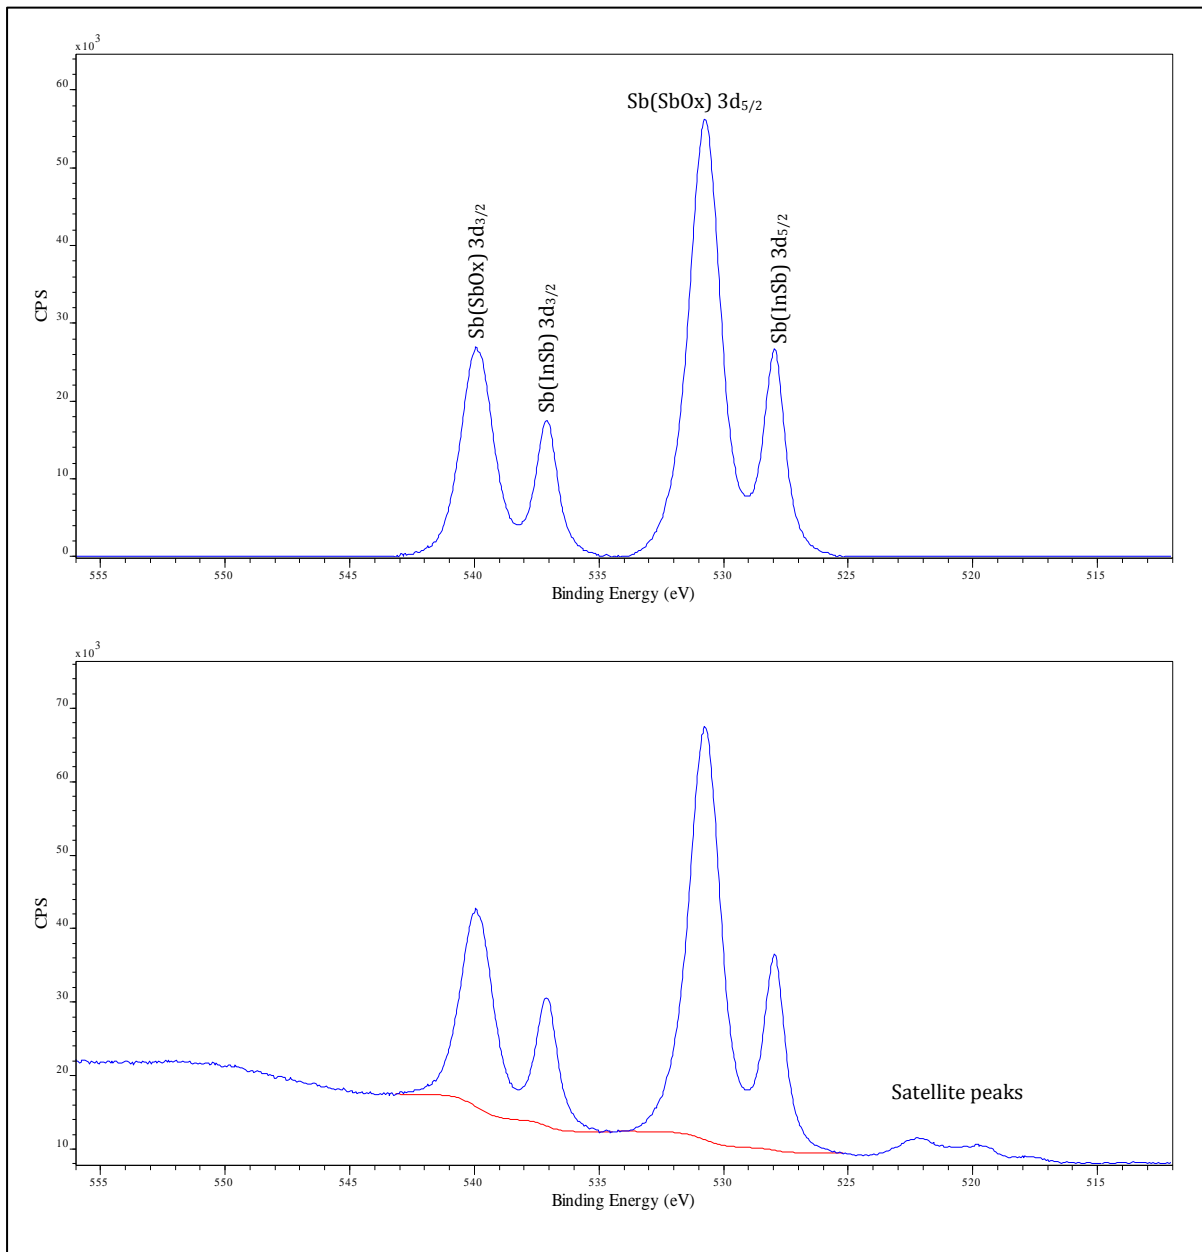 x10³
Sb(SbOx) 3d₅/₂
Sb(SbOx) 3d₃/₂
Sb(InSb) 3d₃/₂
Sb(InSb) 3d₅/₂
CPS
60
50
40
30
20
10
0
555 550 545 540 535 530 525 520 515
Binding Energy (eV)
x10³
CPS
70
60
50
40
30
20
10
Satellite peaks
555 550 545 540 535 530 525 520 515
Binding Energy (eV)